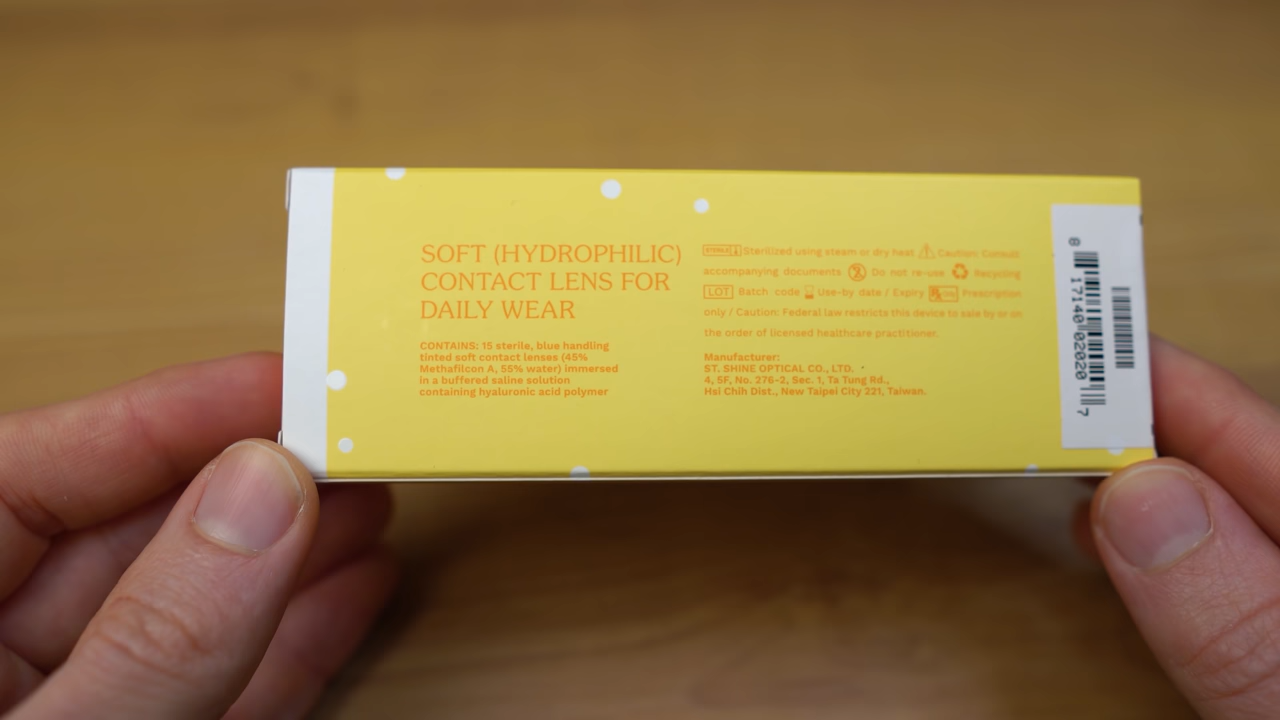 SOFT (HYDROPHILIC)
CONTACT LENS FOR
DAILY WEAR
CONTAINS: 15 sterile, blue handling
tinted soft contact lenses (45%
Methafilcon A, 55% water) immersed
in a buffered saline solution
containing hyaluronic acid polymer
STERILE Sterilized using steam or dry heat Caution: Consult
accompanying documents Do not re-use Recycling
LOT Batch code Use-by date / Expiry Rx only Prescription
only / Caution: Federal law restricts this device to sale by or on
the order of licensed healthcare practitioner.
Manufacturer:
ST. SHINE OPTICAL CO., LTD.
4, 5F, No. 276-2, Sec. 1, Ta Tung Rd.,
Hsi Chih Dist., New Taipei City 221, Taiwan.
8 17140 02020 7